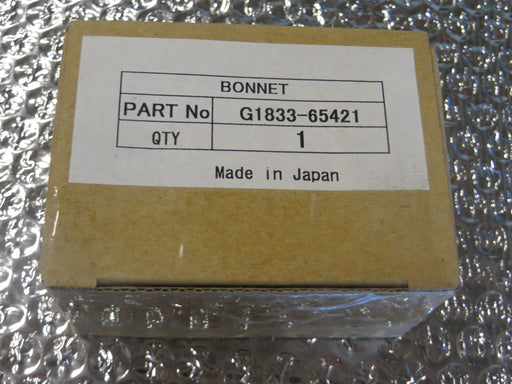 BONNET
PART No G1833-65421
QTY 1
Made in Japan